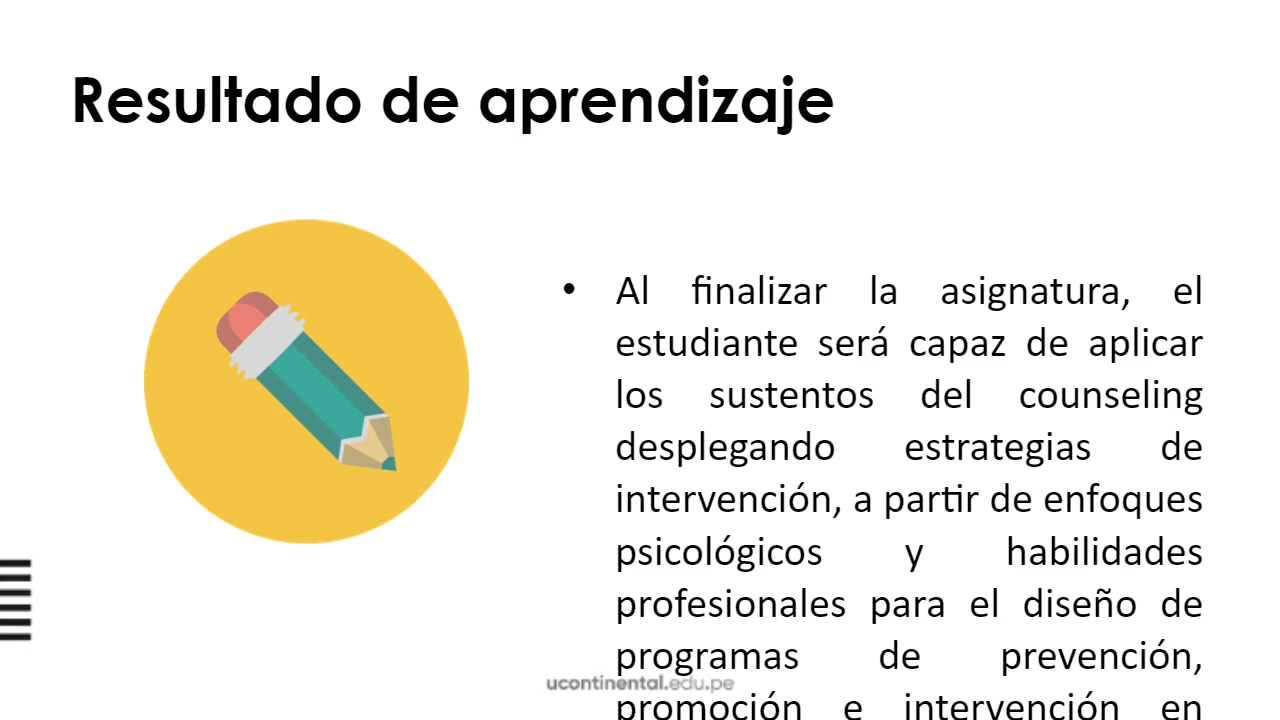 Resultado de aprendizaje
• Al finalizar la asignatura, el
estudiante será capaz de aplicar
los sustentos del counseling
desplegando estrategias de
intervención, a partir de enfoques
psicológicos y habilidades
profesionales para el diseño de
programas de prevención,
ucontinental.edu.pe
promoción e intervención en